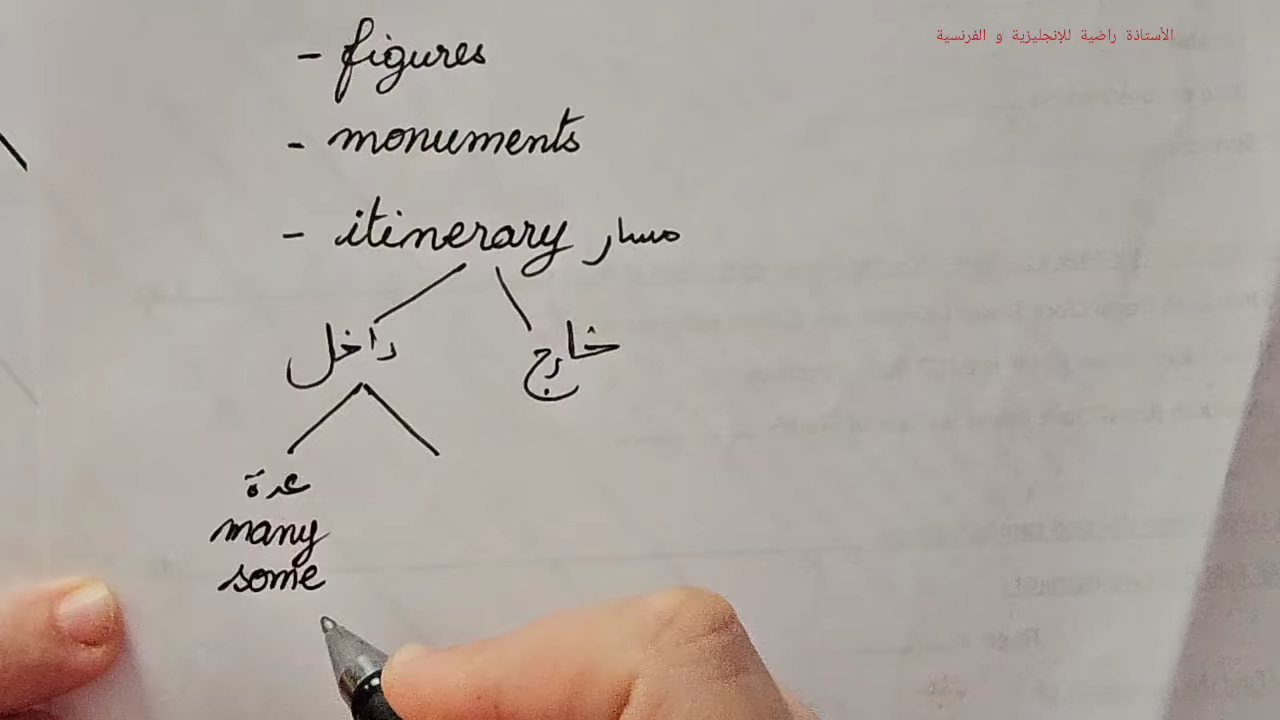 الأستاذة راضية للإنجليزية و الفرنسية
- figures
- monuments
- itinerary مسار
داخل خارج
عدة
many
some